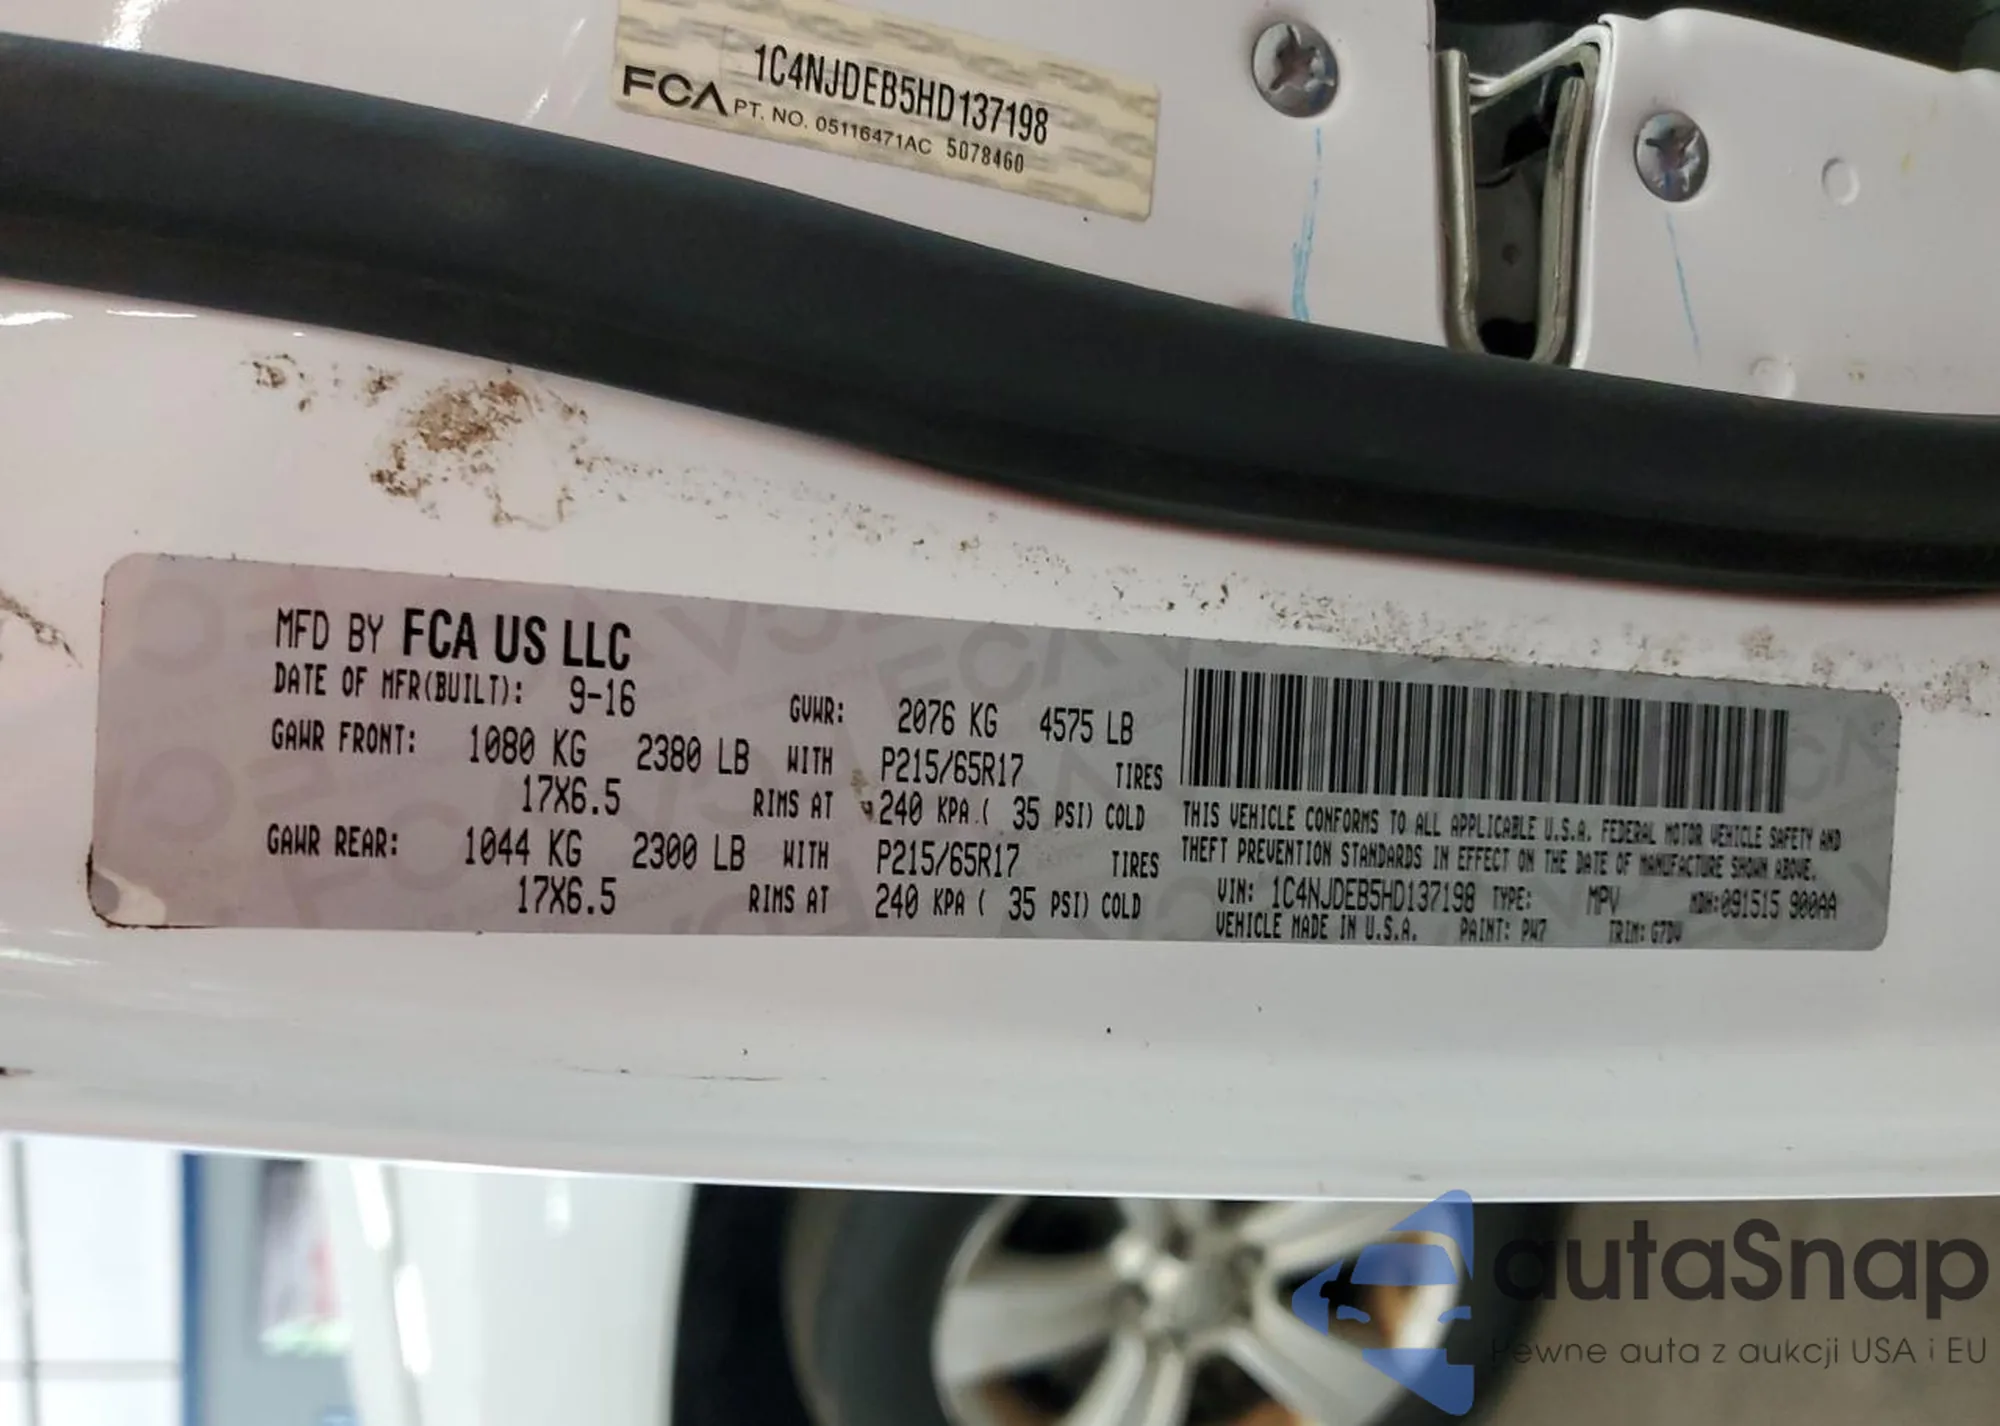 1C4NJDEB5HD137198
FCA PT. NO. 05116471AC 5078460
MFD BY FCA US LLC
DATE OF MFR(BUILT): 9-16 GVWR: 2076 KG 4575 LB
GAWR FRONT: 1080 KG 2380 LB WITH P215/65R17 TIRES
17X6.5 RIMS AT 240 KPA ( 35 PSI) COLD
GAWR REAR: 1044 KG 2300 LB WITH P215/65R17 TIRES
17X6.5 RIMS AT 240 KPA ( 35 PSI) COLD
THIS VEHICLE CONFORMS TO ALL APPLICABLE U.S.A. FEDERAL MOTOR VEHICLE SAFETY AND
THEFT PREVENTION STANDARDS IN EFFECT ON THE DATE OF MANUFACTURE SHOWN ABOVE.
VIN: 1C4NJDEB5HD137198 TYPE: MPV MDH:091515 900AA
VEHICLE MADE IN U.S.A. PAINT: PW7 TRIM: G7DV
autaSnap
Pewne auta z aukcji USA i EU